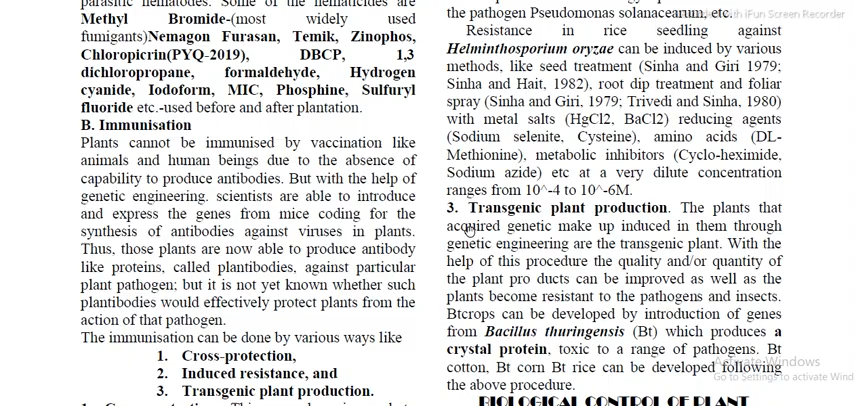 parasitic nematodes. Some of the nematicides are
Methyl Bromide-(most widely used
fumigants)Nemagon Furasan, Temik, Zinophos,
Chloropicrin(PYQ-2019), DBCP, 1,3
dichloropropane, formaldehyde, Hydrogen
cyanide, Iodoform, MIC, Phosphine, Sulfuryl
fluoride etc.-used before and after plantation.
B. Immunisation
Plants cannot be immunised by vaccination like
animals and human beings due to the absence of
capability to produce antibodies. But with the help of
genetic engineering. scientists are able to introduce
and express the genes from mice coding for the
synthesis of antibodies against viruses in plants.
Thus, those plants are now able to produce antibody
like proteins, called plantibodies, against particular
plant pathogen; but it is not yet known whether such
plantibodies would effectively protect plants from the
action of that pathogen.
The immunisation can be done by various ways like
1. Cross-protection,
2. Induced resistance, and
3. Transgenic plant production.
the pathogen Pseudomonas solanacearum, etc.
Resistance in rice seedling against
Helminthosporium oryzae can be induced by various
methods, like seed treatment (Sinha and Giri 1979;
Sinha and Hait, 1982), root dip treatment and foliar
spray (Sinha and Giri, 1979; Trivedi and Sinha, 1980)
with metal salts (HgCl2, BaCl2) reducing agents
(Sodium selenite, Cysteine), amino acids (DL-
Methionine), metabolic inhibitors (Cyclo-heximide,
Sodium azide) etc at a very dilute concentration
ranges from 10^-4 to 10^-6M.
3. Transgenic plant production. The plants that
acquired genetic make up induced in them through
genetic engineering are the transgenic plant. With the
help of this procedure the quality and/or quantity of
the plant pro ducts can be improved as well as the
plants become resistant to the pathogens and insects.
Btcrops can be developed by introduction of genes
from Bacillus thuringensis (Bt) which produces a
crystal protein, toxic to a range of pathogens. Bt
cotton, Bt corn Bt rice can be developed following
the above procedure.
BIOLOGICAL CONTROL OF PLANT
with iFun Screen Recorder
Activate Windows
Go to Settings to activate Wind